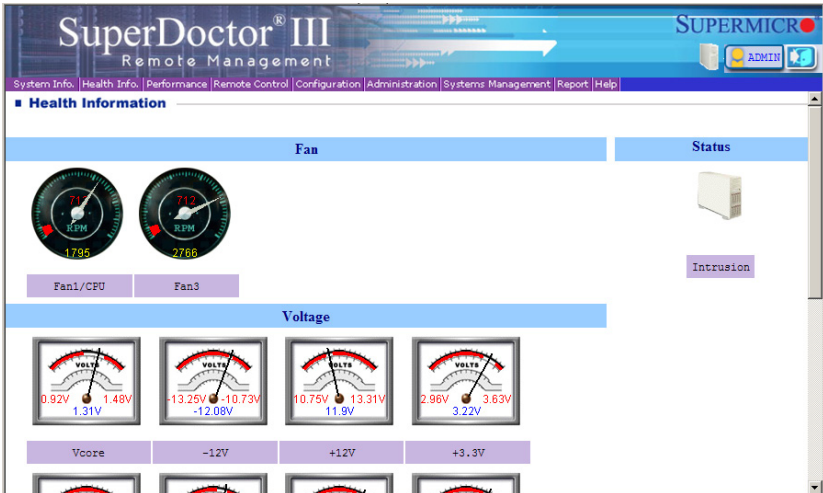 SuperDoctor® III
Remote Management
SUPERMICRO®
ADMIN
System Info. Health Info. Performance Remote Control Configuration Administration Systems Management Report Help
Health Information
Fan
Status
712 712
RPM RPM
1795 2766
Fan1/CPU Fan3
Intrusion
Voltage
VOLTS VOLTS VOLTS VOLTS
0.92V 1.48V -13.25V -10.73V 10.75V 13.31V 2.96V 3.63V
1.31V -12.08V 11.9V 3.22V
Vcore -12V +12V +3.3V